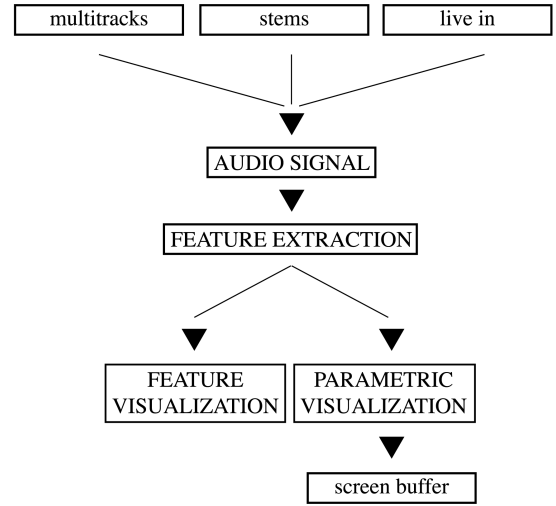 multitracks
stems
live in
AUDIO SIGNAL
FEATURE EXTRACTION
FEATURE
VISUALIZATION
PARAMETRIC
VISUALIZATION
screen buffer